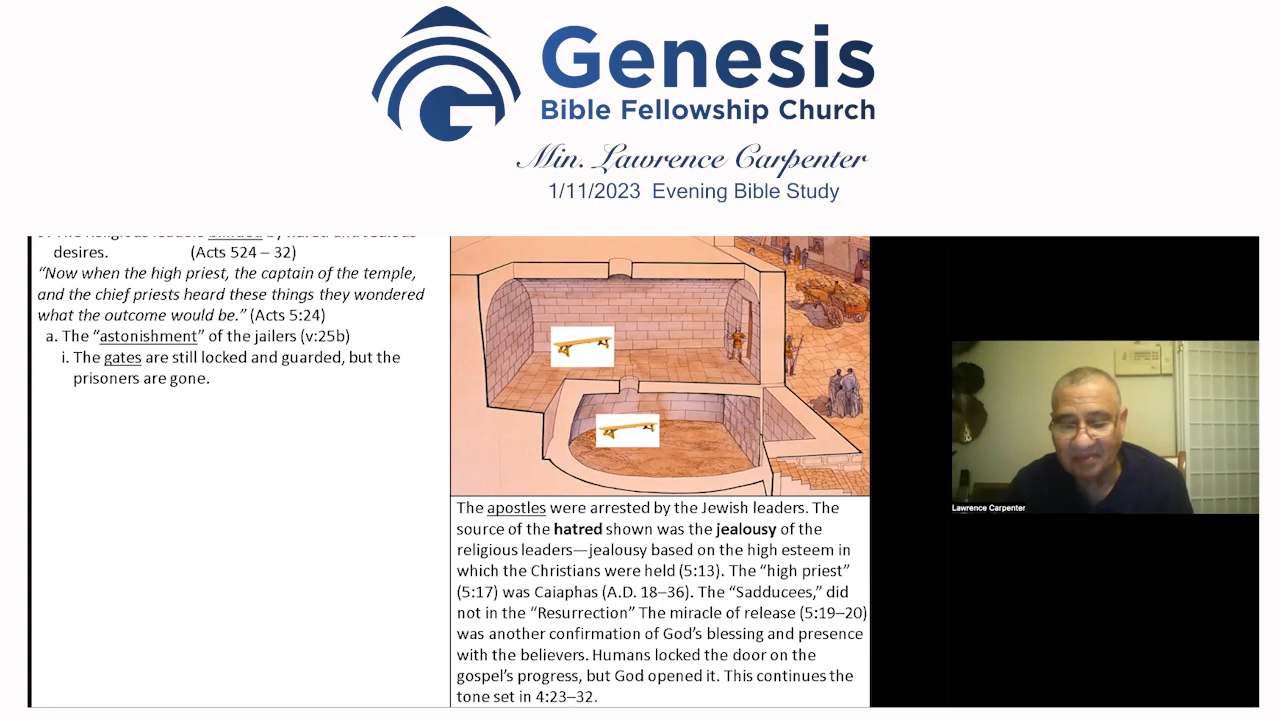 Genesis
Bible Fellowship Church
Min. Lawrence Carpenter
1/11/2023 Evening Bible Study
desires. (Acts 524 – 32)
“Now when the high priest, the captain of the temple,
and the chief priests heard these things they wondered
what the outcome would be.” (Acts 5:24)
a. The “astonishment” of the jailers (v:25b)
i. The gates are still locked and guarded, but the
prisoners are gone.
The apostles were arrested by the Jewish leaders. The
source of the hatred shown was the jealousy of the
religious leaders—jealousy based on the high esteem in
which the Christians were held (5:13). The “high priest”
(5:17) was Caiaphas (A.D. 18–36). The “Sadducees,” did
not in the “Resurrection” The miracle of release (5:19–20)
was another confirmation of God’s blessing and presence
with the believers. Humans locked the door on the
gospel’s progress, but God opened it. This continues the
tone set in 4:23–32.
Lawrence Carpenter